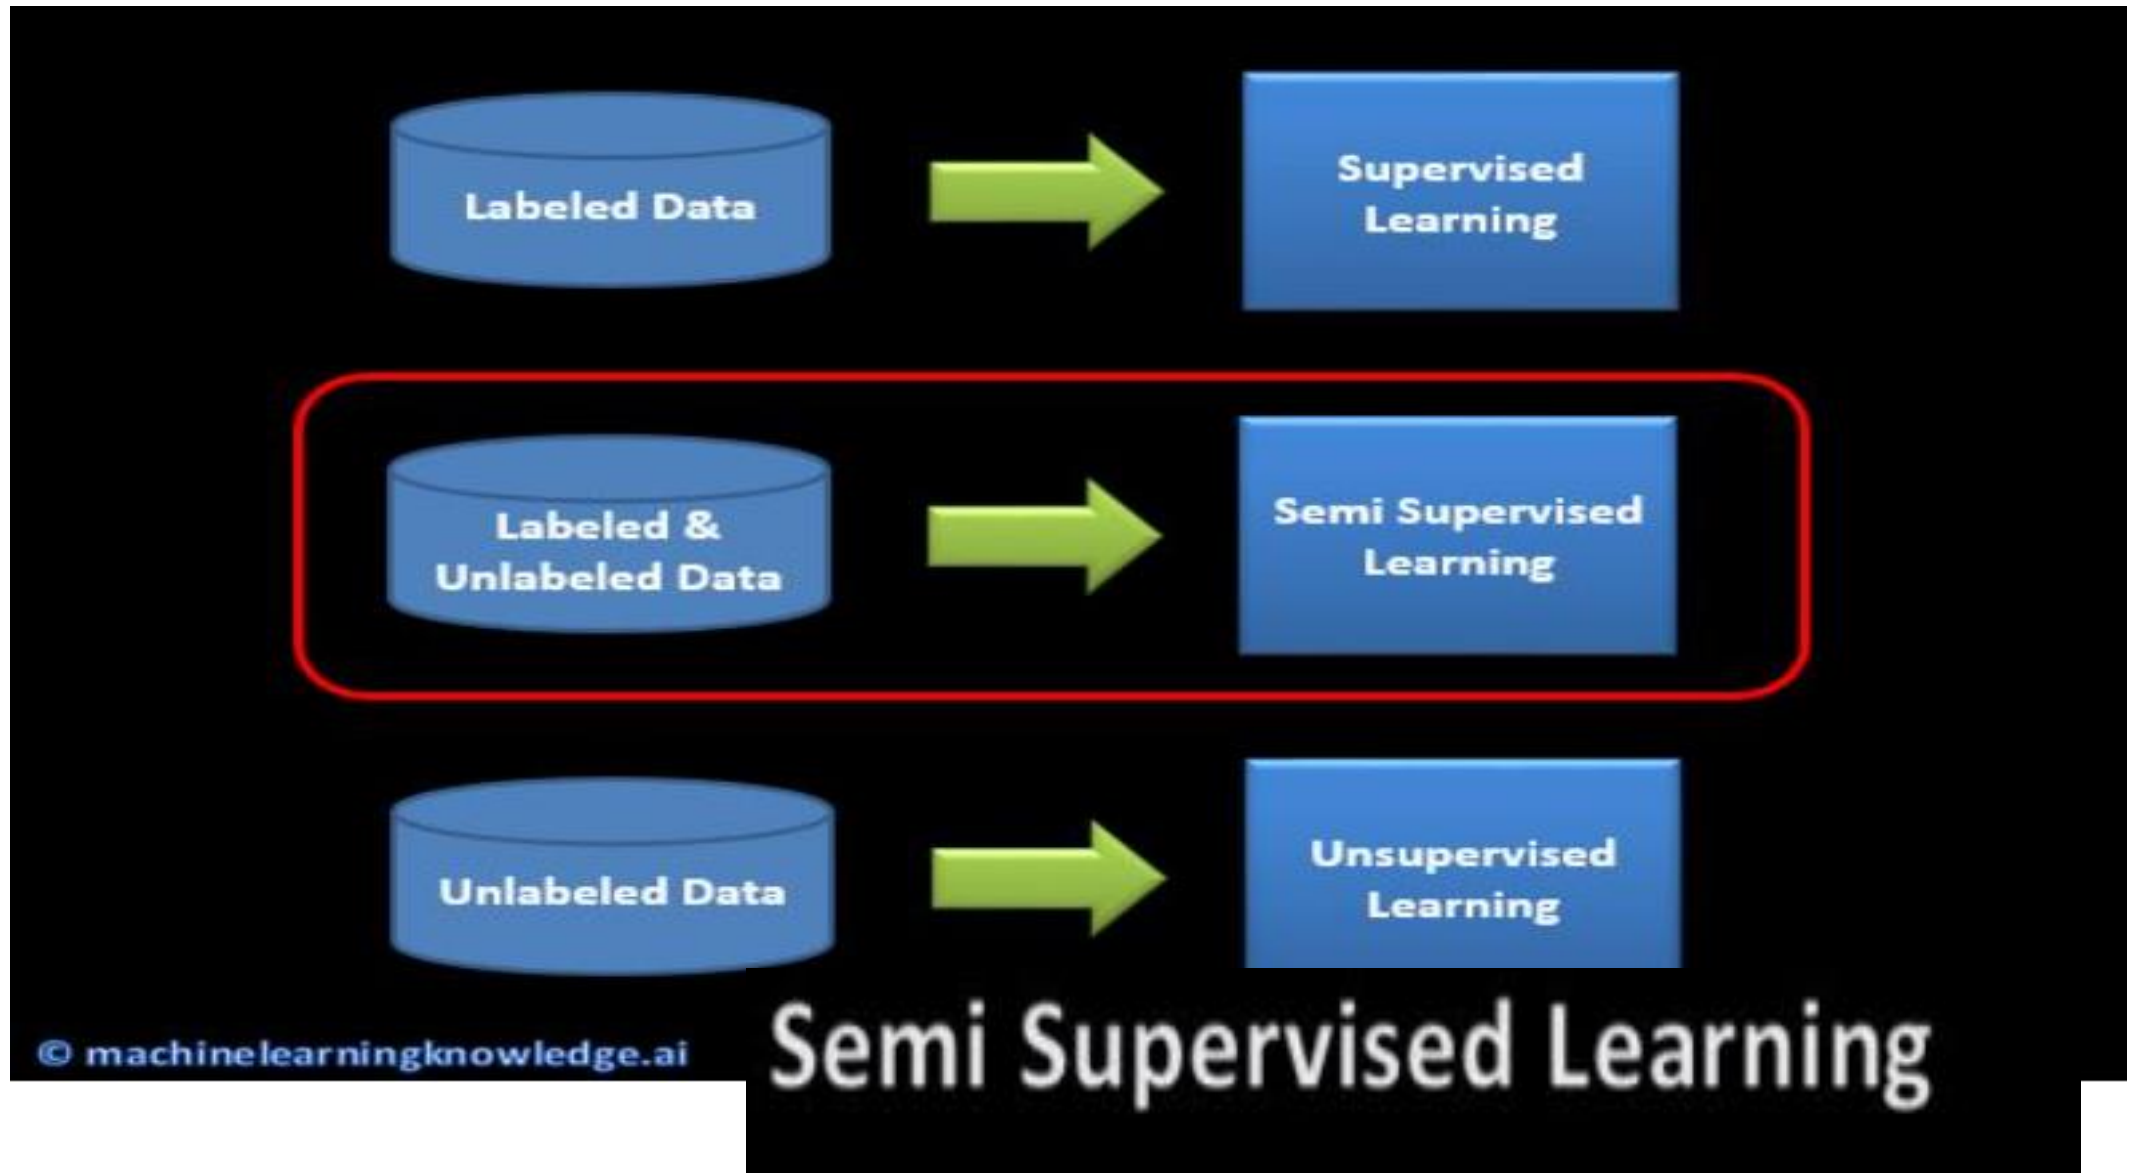 Labeled Data
Supervised
Learning
Labeled &
Unlabeled Data
Semi Supervised
Learning
Unlabeled Data
Unsupervised
Learning
© machinelearningknowledge.ai
Semi Supervised Learning